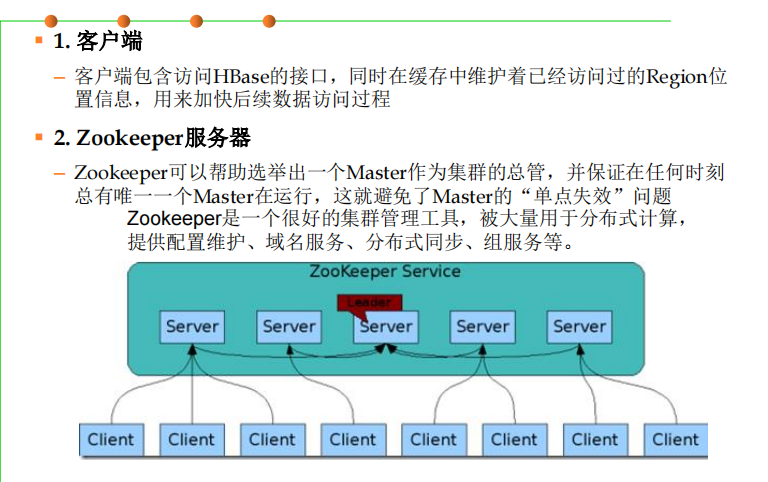 1. 客户端
– 客户端包含访问HBase的接口，同时在缓存中维护着已经访问过的Region位
置信息，用来加快后续数据访问过程
2. Zookeeper服务器
– Zookeeper可以帮助选举出一个Master作为集群的总管，并保证在任何时刻
总有唯一一个Master在运行，这就避免了Master的“单点失效”问题
Zookeeper是一个很好的集群管理工具，被大量用于分布式计算，
提供配置维护、域名服务、分布式同步、组服务等。
ZooKeeper Service
Leader
Server Server Server Server Server
Client Client Client Client Client Client Client Client